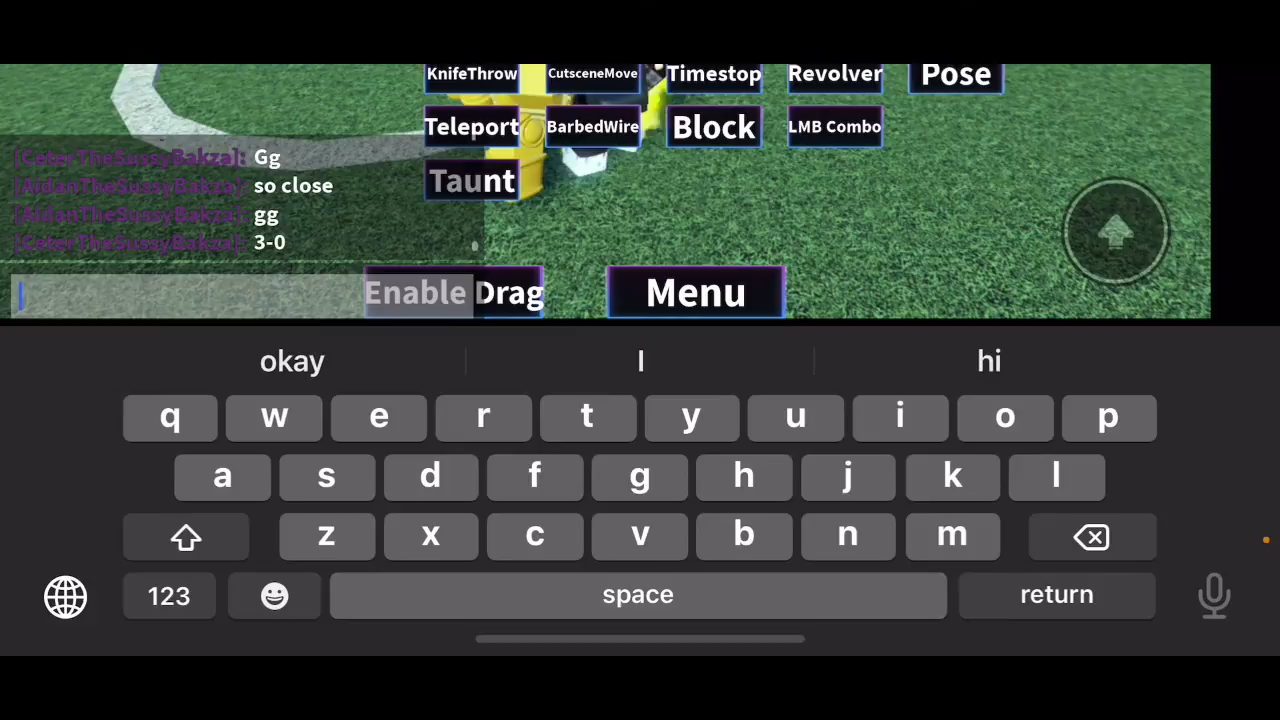 KnifeThrow CutsceneMove Timestop Revolver Pose
Teleport BarbedWire Block LMB Combo
Taunt
[CeterTheSussyBakza]: Gg
[AidanTheSussyBakza]: so close
[AidanTheSussyBakza]: gg
[CeterTheSussyBakza]: 3-0
Enable Drag Menu
okay I hi
q w e r t y u i o p
a s d f g h j k l
z x c v b n m
123 space return